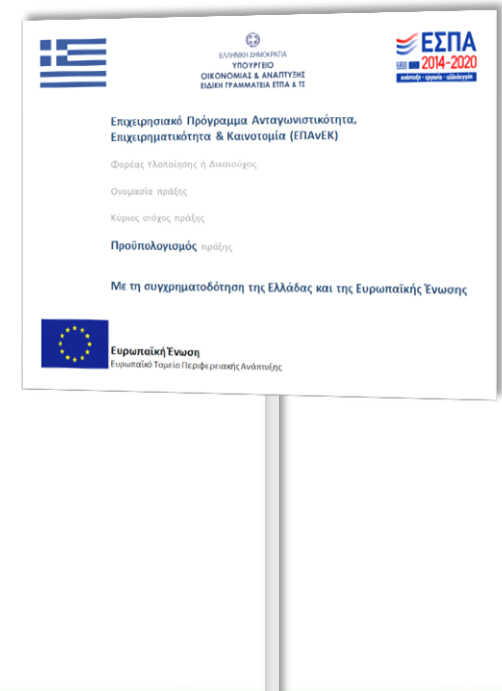 ΕΛΛΗΝΙΚΗ ΔΗΜΟΚΡΑΤΙΑ
ΥΠΟΥΡΓΕΙΟ
ΟΙΚΟΝΟΜΙΑΣ & ΑΝΑΠΤΥΞΗΣ
ΕΙΔΙΚΗ ΓΡΑΜΜΑΤΕΙΑ ΕΤΠΑ & ΤΣ
ΕΣΠΑ
2014-2020
ανάπτυξη - εργασία - αλληλεγγύη
Επιχειρησιακό Πρόγραμμα Ανταγωνιστικότητα,
Επιχειρηματικότητα & Καινοτομία (ΕΠΑνΕΚ)
Φορέας Υλοποίησης ή Δικαιούχος
Ονομασία πράξης
Κύριος στόχος πράξης
Προϋπολογισμός πράξης
Με τη συγχρηματοδότηση της Ελλάδας και της Ευρωπαϊκής Ένωσης
Ευρωπαϊκή Ένωση
Ευρωπαϊκό Ταμείο Περιφερειακής Ανάπτυξης